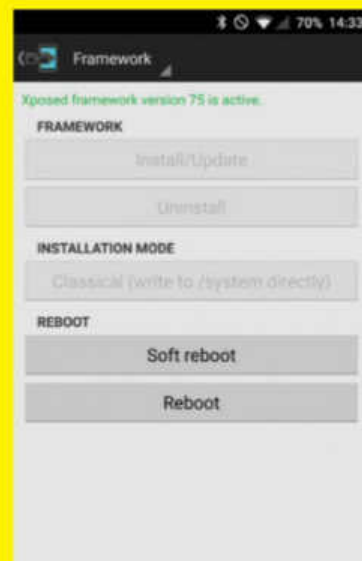 70% 14:33
Framework
Xposed framework version 75 is active.
FRAMEWORK
Install/Update
Uninstall
INSTALLATION MODE
Classical (write to /system directly)
REBOOT
Soft reboot
Reboot